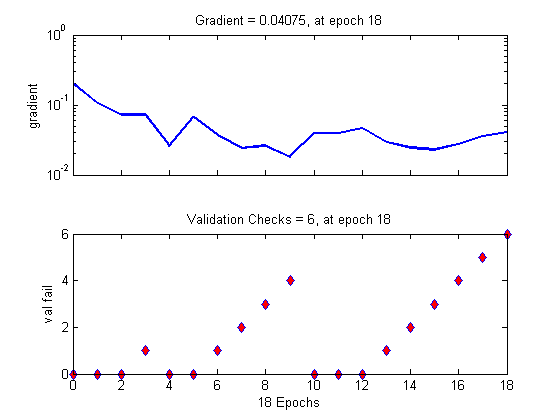 Gradient = 0.04075, at epoch 18
10^0
10^-1
10^-2
gradient
Validation Checks = 6, at epoch 18
6
4
2
0
val fail
0 2 4 6 8 10 12 14 16 18
18 Epochs